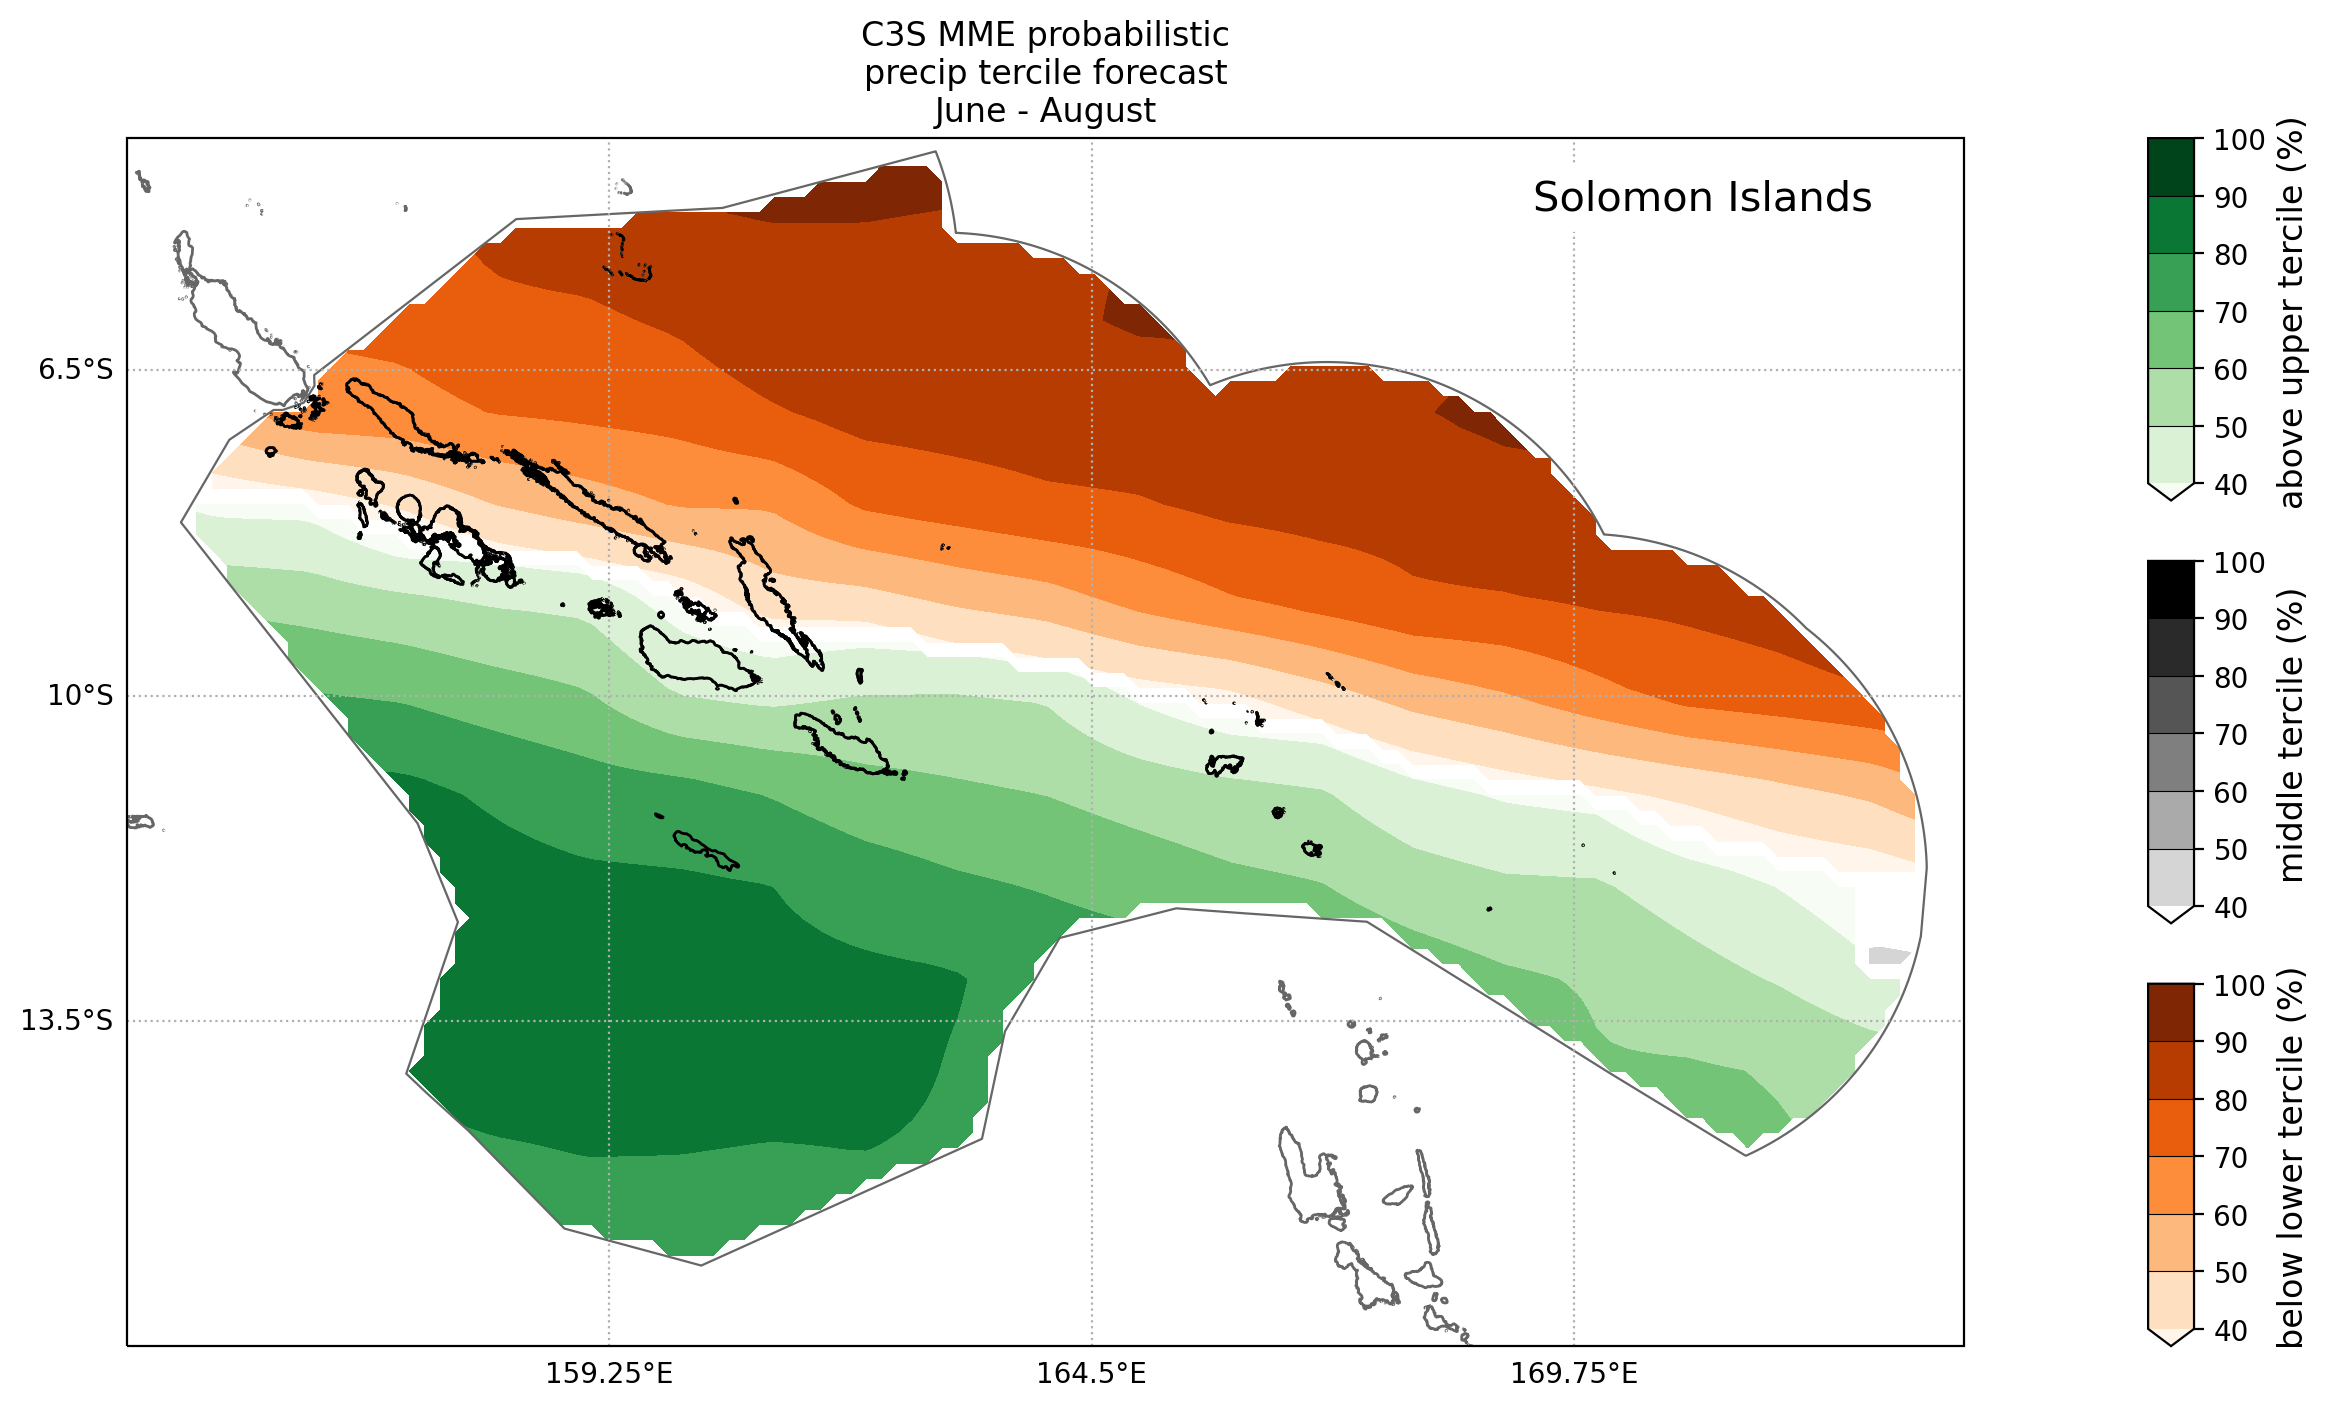 C3S MME probabilistic
precip tercile forecast
June - August
Solomon Islands
6.5°S
10°S
13.5°S
159.25°E
164.5°E
169.75°E
100
90
80
70
60
50
40
above upper tercile (%)
100
90
80
70
60
50
40
middle tercile (%)
100
90
80
70
60
50
40
below lower tercile (%)